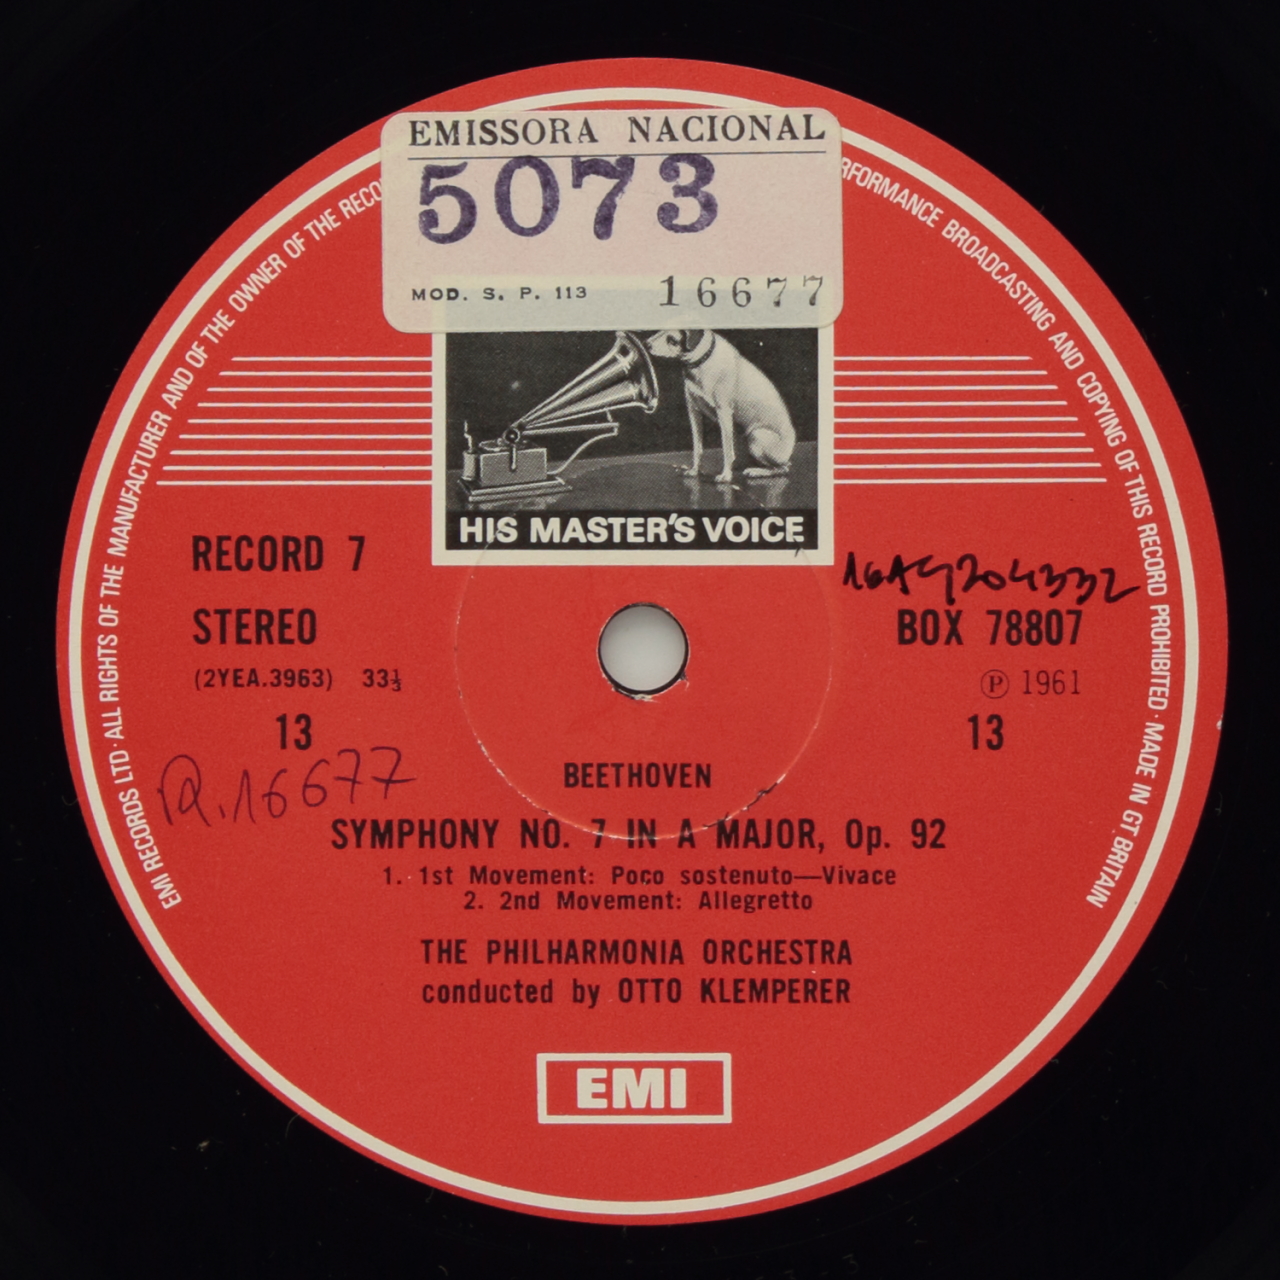 EMISSORA NACIONAL
5073
MOD. S. P. 113 16677
HIS MASTER'S VOICE
RECORD 7
STEREO
(2YEA.3963) 33⅓
13
R.16677
BOX 78807
Ⓟ 1961
13
BEETHOVEN
SYMPHONY NO. 7 IN A MAJOR, Op. 92
1. 1st Movement: Poco sostenuto—Vivace
2. 2nd Movement: Allegretto
THE PHILHARMONIA ORCHESTRA
conducted by OTTO KLEMPERER
EMI
EMI RECORDS LTD· ALL RIGHTS OF THE MANUFACTURER AND OF THE OWNER OF THE
BROADCASTING AND COPYING OF THIS RECORD PROHIBITED · MADE IN GT. BRITAIN